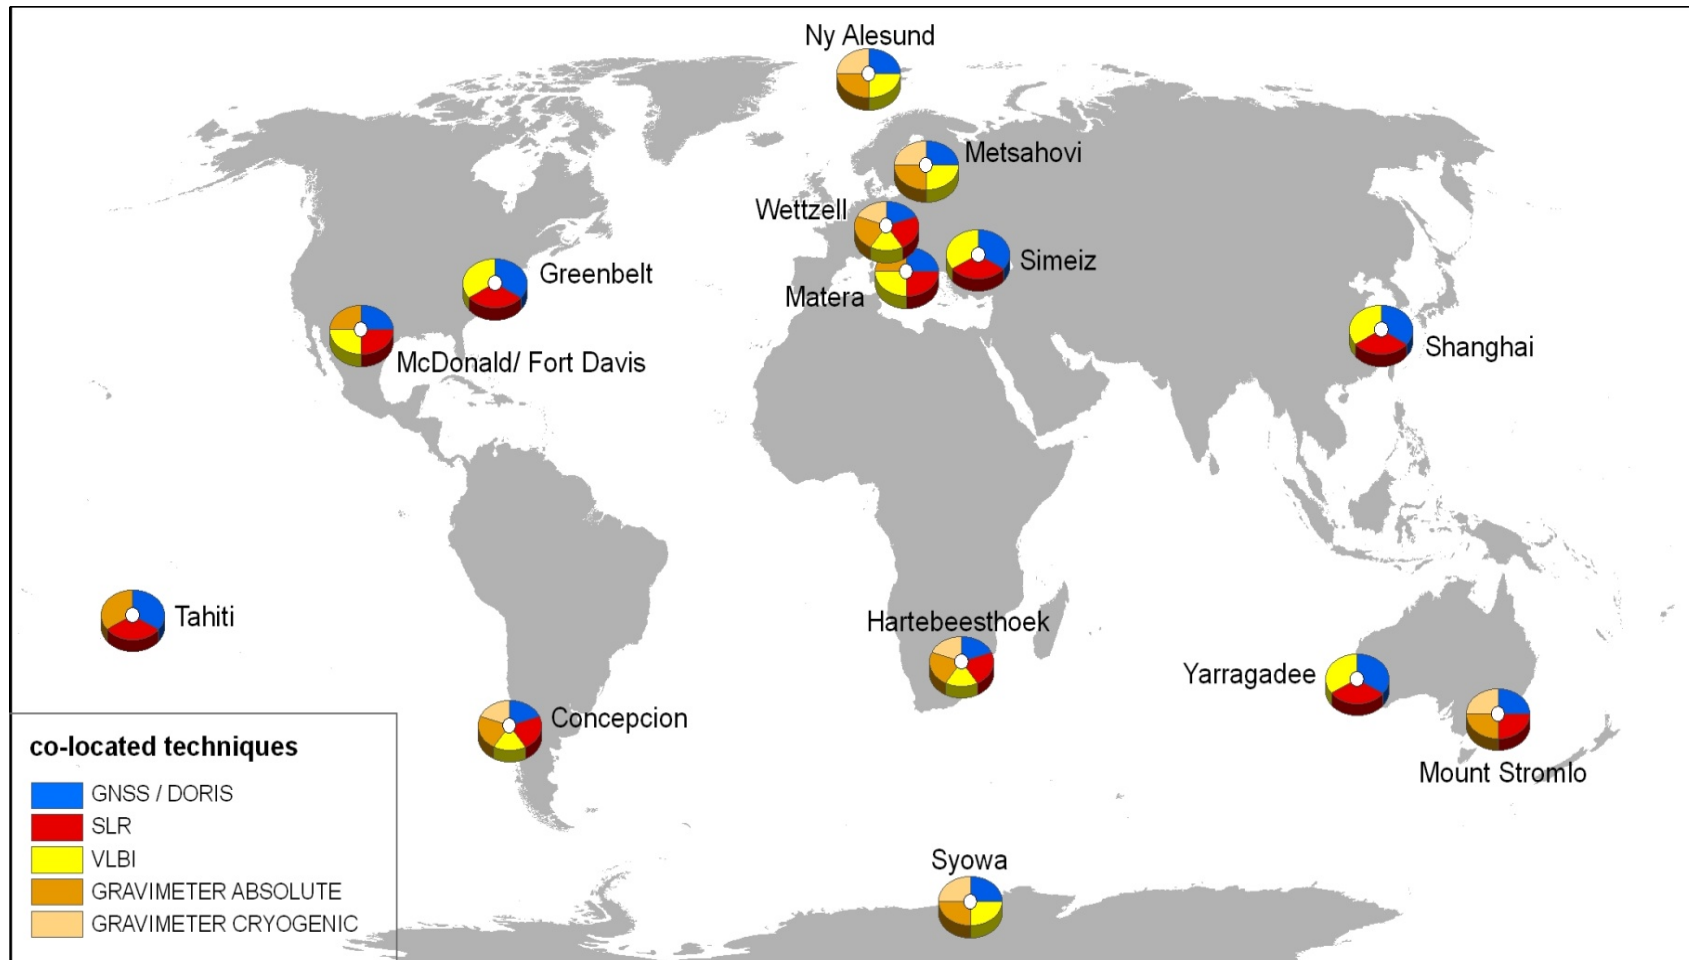 Ny Alesund
Metsahovi
Wettzell
Simeiz
Greenbelt
Matera
Shanghai
McDonald/ Fort Davis
Tahiti
Hartebeesthoek
Yarragadee
Concepcion
Mount Stromlo
Syowa
co-located techniques
GNSS / DORIS
SLR
VLBI
GRAVIMETER ABSOLUTE
GRAVIMETER CRYOGENIC